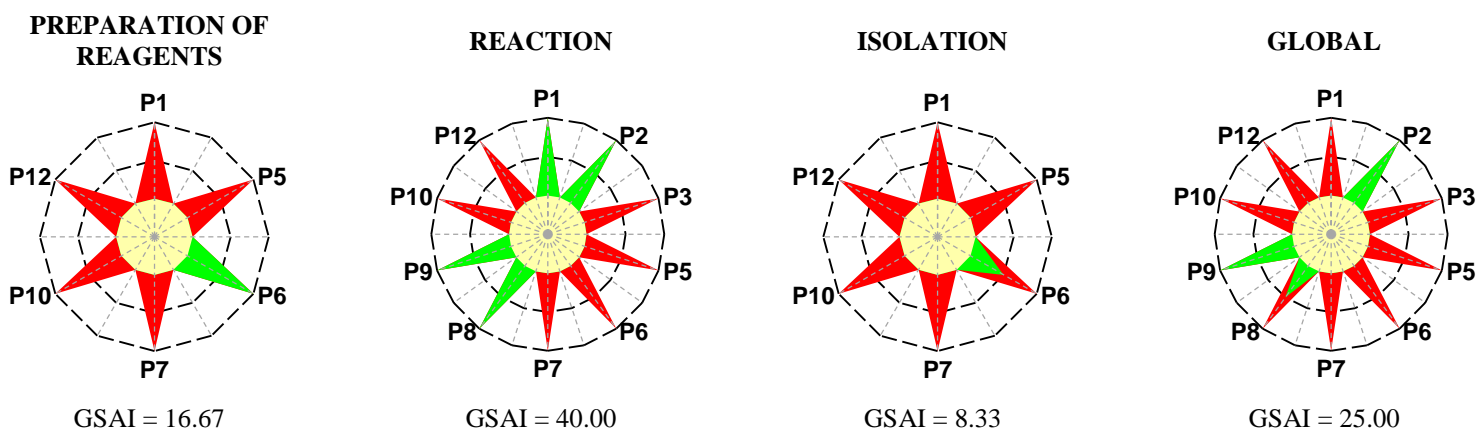 PREPARATION OF
REAGENTS
P1
P5
P6
P7
P10
P12
GSAI = 16.67
REACTION
P1
P2
P3
P5
P6
P7
P8
P9
P10
P12
GSAI = 40.00
ISOLATION
P1
P5
P6
P7
P10
P12
GSAI = 8.33
GLOBAL
P1
P2
P3
P5
P6
P7
P8
P9
P10
P12
GSAI = 25.00